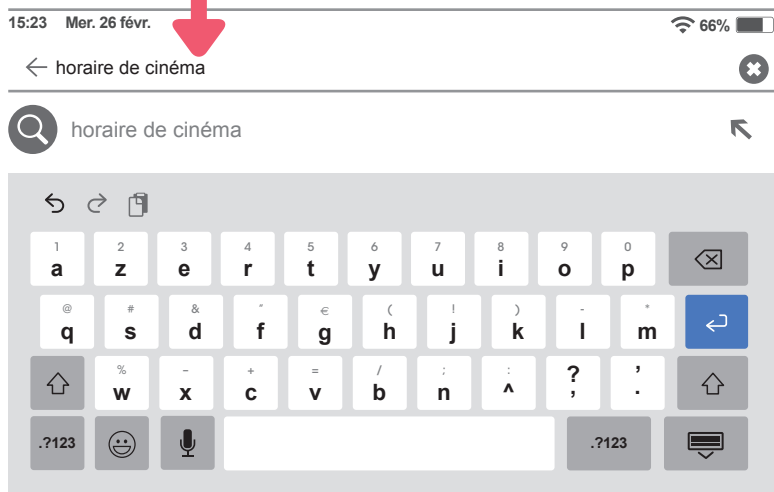 15:23 Mer. 26 févr. 66%
horaire de cinéma
horaire de cinéma
1 2 3 4 5 6 7 8 9 0
a z e r t y u i o p
@ # & " € ( ! ) - *
q s d f g h j k l m
% - + = / ; : ? '
w x c v b n ^ , .
.?123 .?123